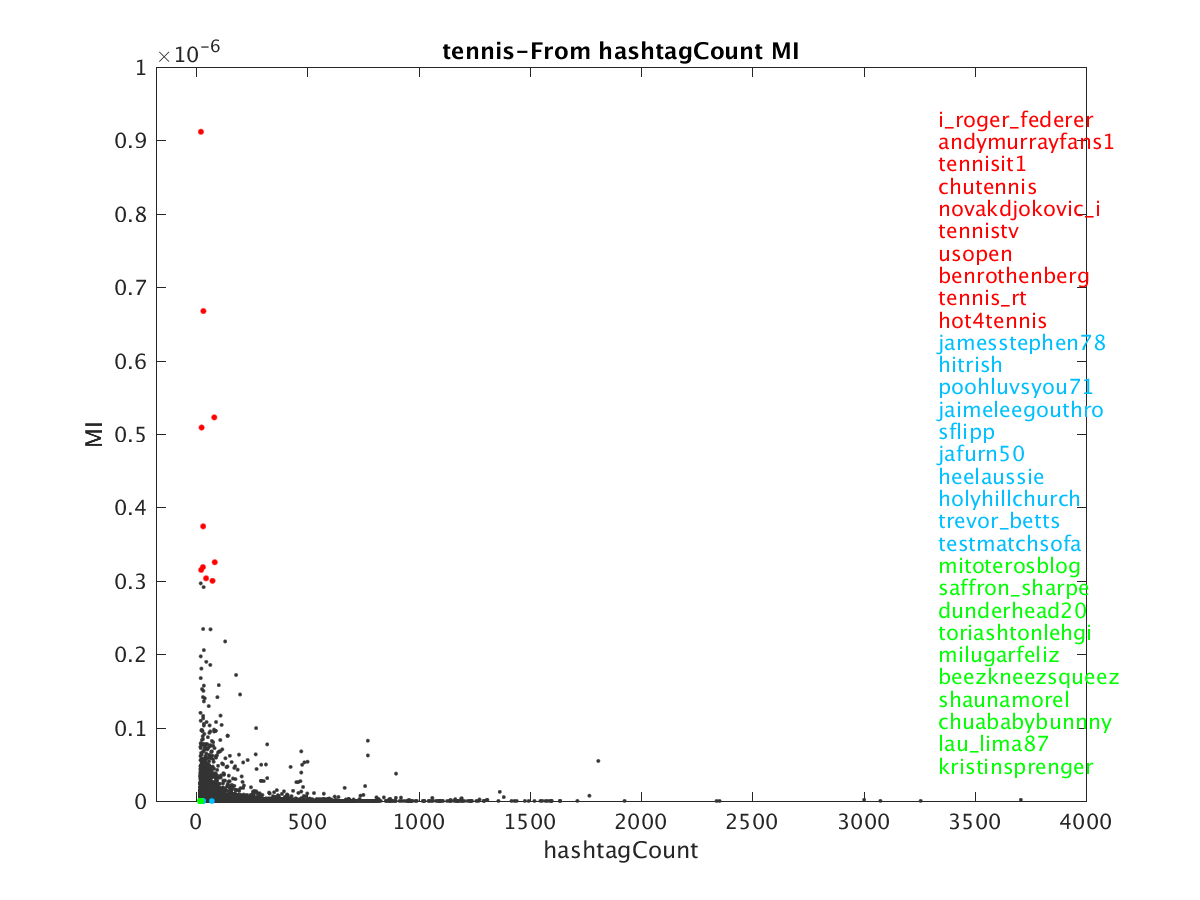 tennis-From hashtagCount MI
×10-6
1
0.9
0.8
0.7
0.6
0.5
0.4
0.3
0.2
0.1
0
MI
i_roger_federer
andymurrayfans1
tennisit1
chutennis
novakdjokovic_i
tennistv
usopen
benrothenberg
tennis_rt
hot4tennis
jamesstephen78
hitrish
poohluvsyou71
jaimeleegouthro
sflipp
jafurn50
heelaussie
holyhillchurch
trevor_betts
testmatchsofa
mitoterosblog
saffron_sharpe
dunderhead20
toriashtonlehgi
milugarfeliz
beezkneezsqueez
shaunamorel
chuababybunnny
lau_lima87
kristinsprenger
0 500 1000 1500 2000 2500 3000 3500 4000
hashtagCount